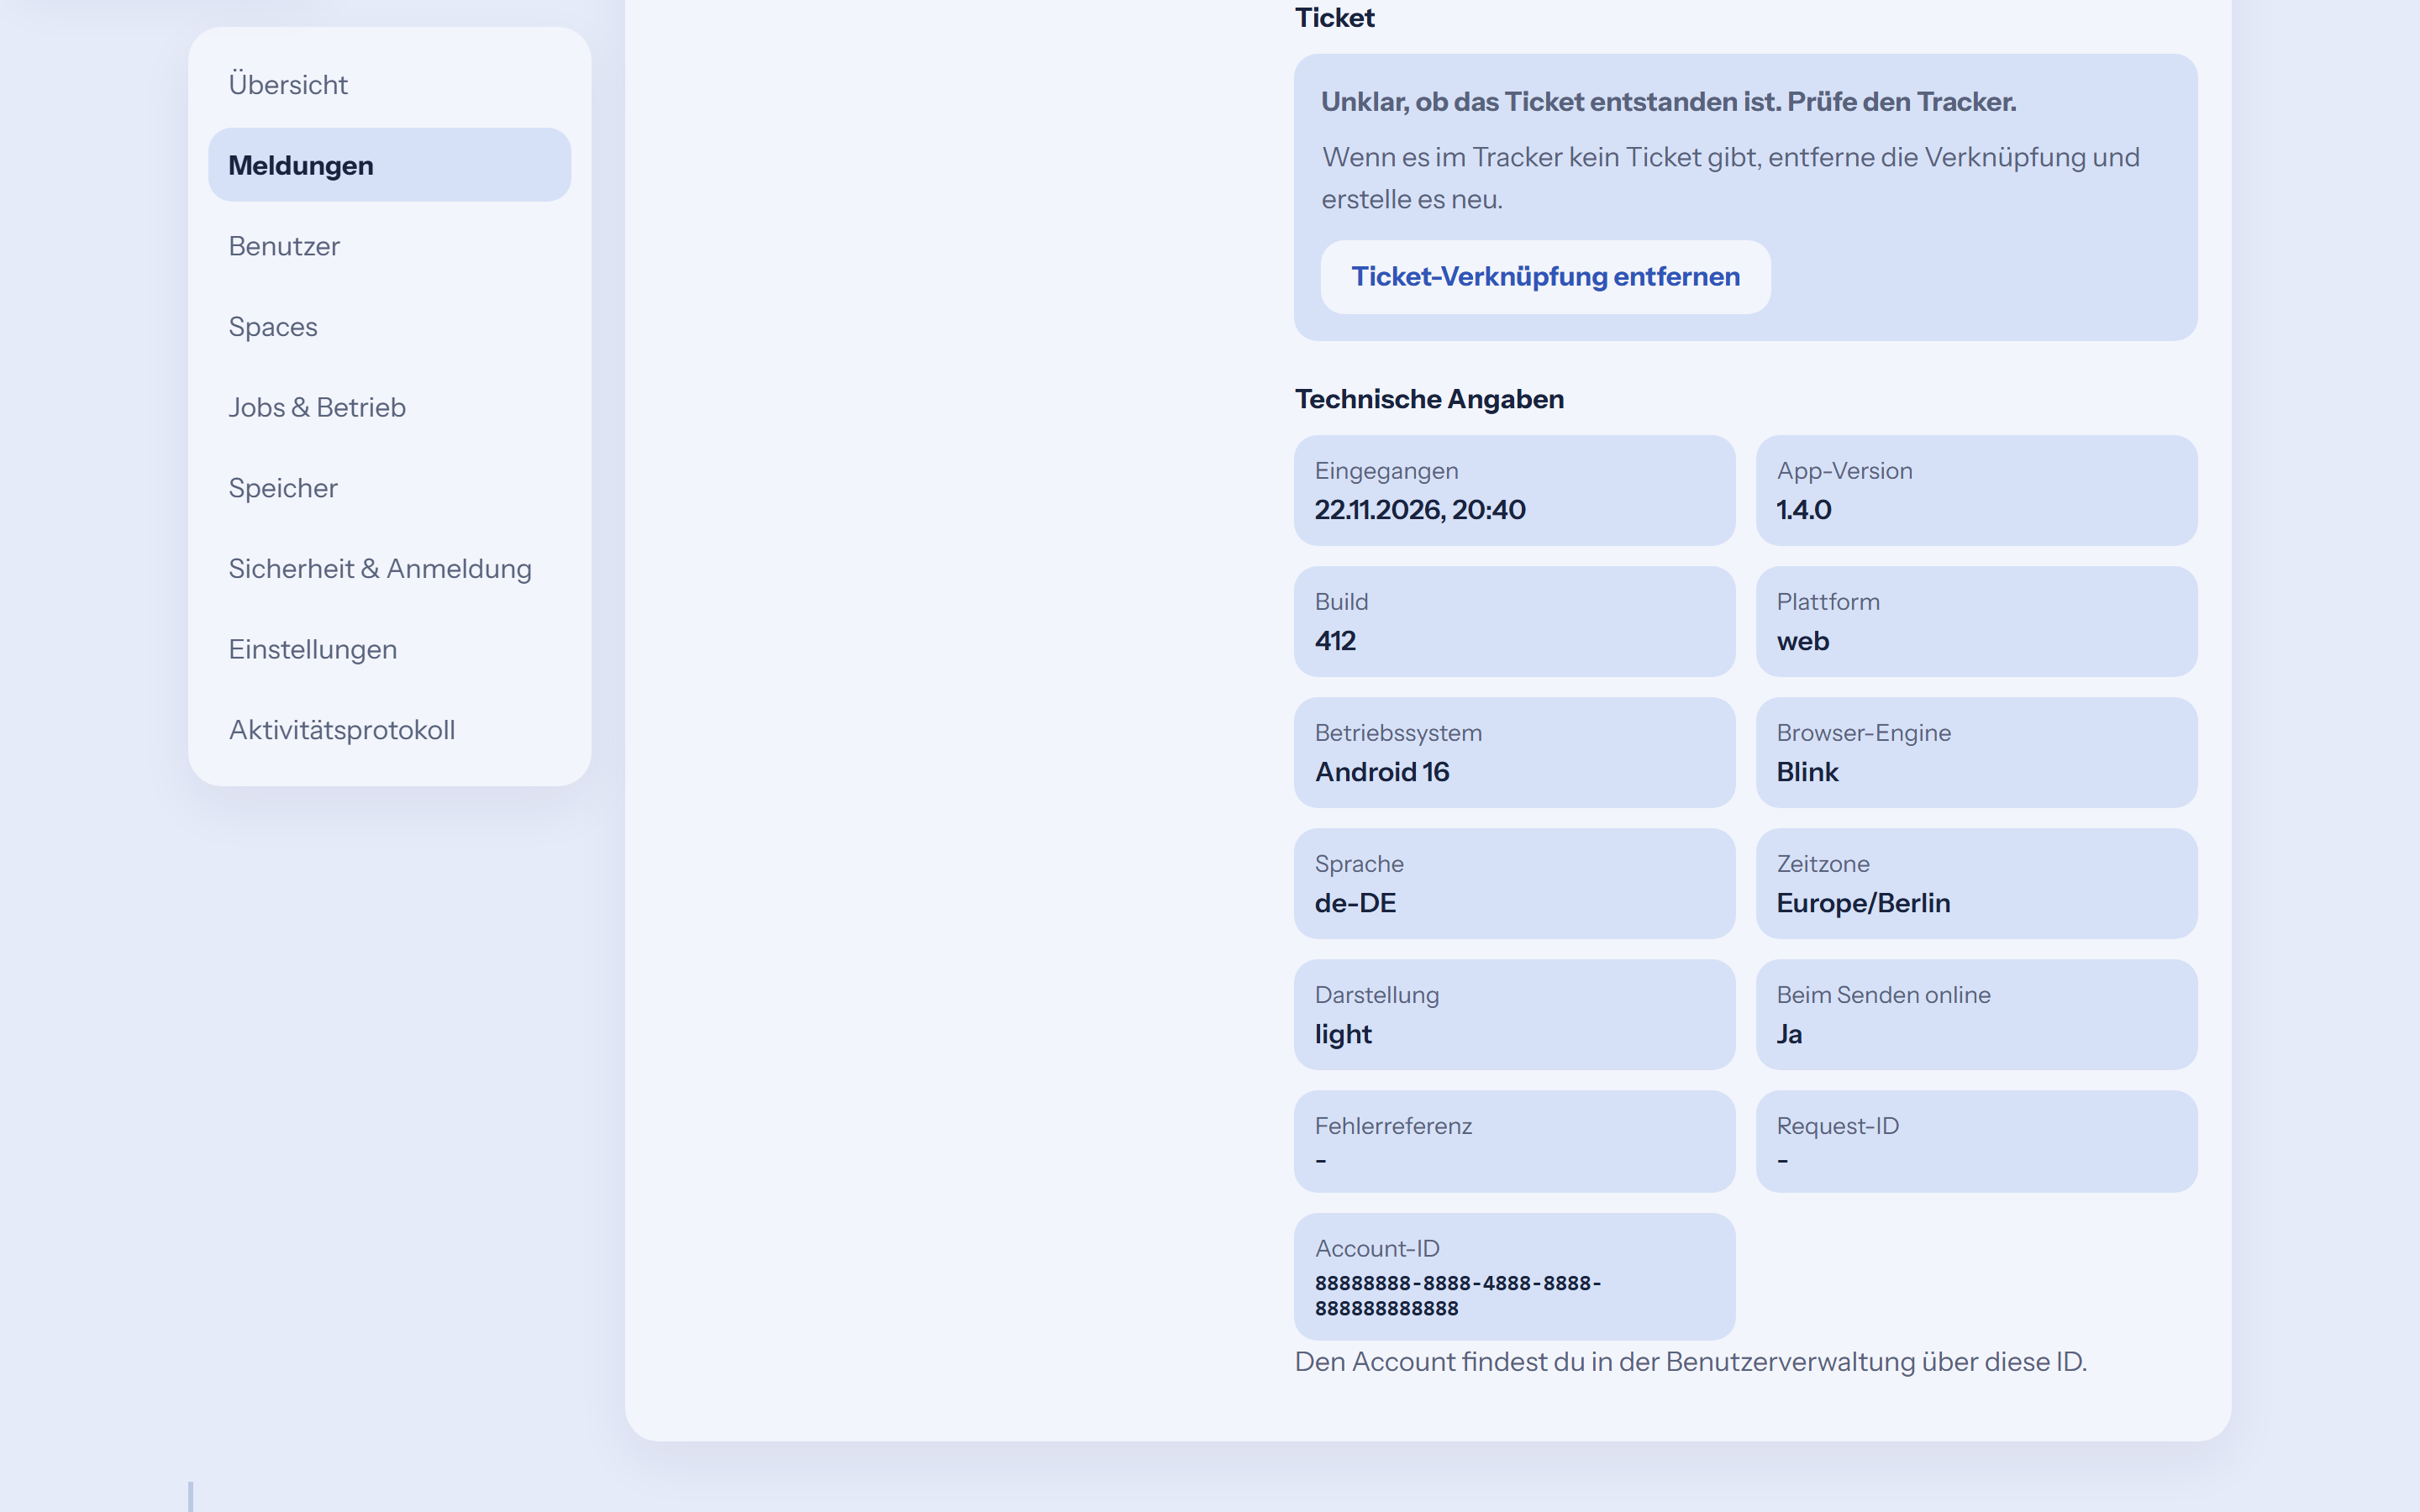 Übersicht
Meldungen
Benutzer
Spaces
Jobs & Betrieb
Speicher
Sicherheit & Anmeldung
Einstellungen
Aktivitätsprotokoll
Ticket
Unklar, ob das Ticket entstanden ist. Prüfe den Tracker.
Wenn es im Tracker kein Ticket gibt, entferne die Verknüpfung und
erstelle es neu.
Ticket-Verknüpfung entfernen
Technische Angaben
Eingegangen
22.11.2026, 20:40
App-Version
1.4.0
Build
412
Plattform
web
Betriebssystem
Android 16
Browser-Engine
Blink
Sprache
de-DE
Zeitzone
Europe/Berlin
Darstellung
light
Beim Senden online
Ja
Fehlerreferenz
-
Request-ID
-
Account-ID
88888888-8888-4888-8888-
888888888888
Den Account findest du in der Benutzerverwaltung über diese ID.